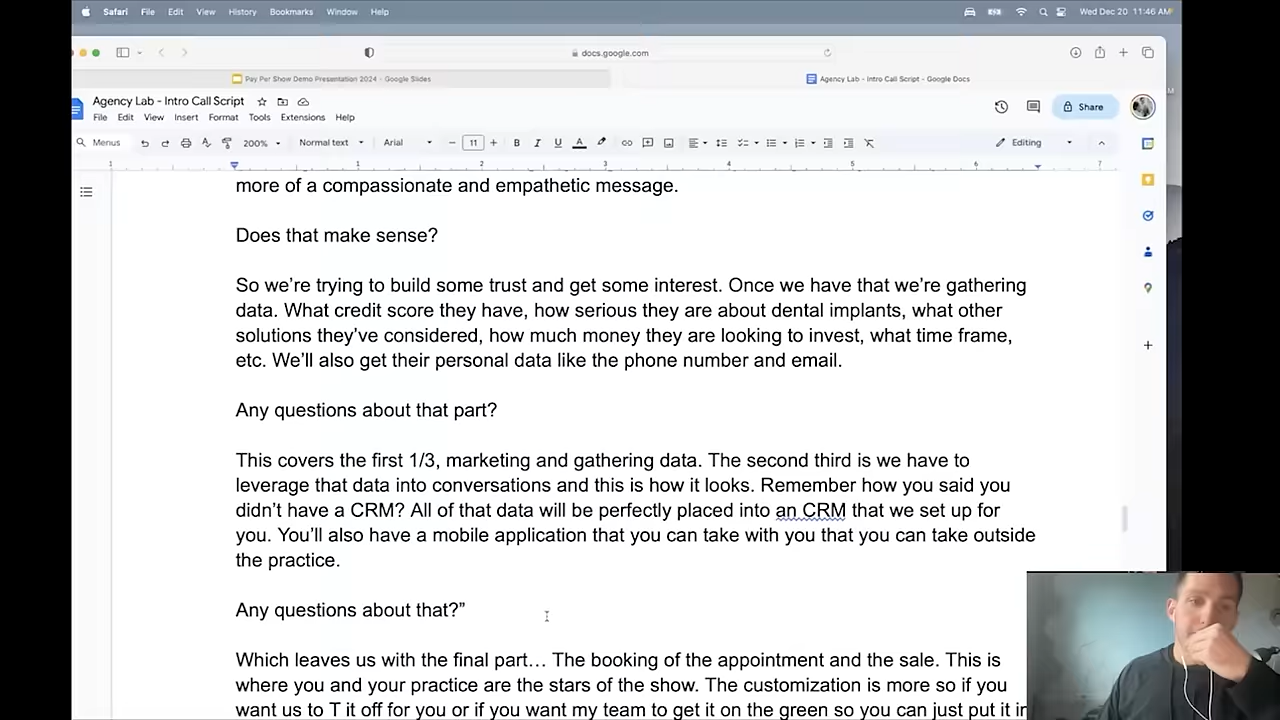 Safari File Edit View History Bookmarks Window Help Wed Dec 20 11:46 AM
docs.google.com
Pay Per Show Demo Presentation 2024 - Google Slides Agency Lab - Intro Call Script - Google Docs
Agency Lab - Intro Call Script
File Edit View Insert Format Tools Extensions Help
Share
Menus 200% Normal text Arial 11 Editing
1 1 2 3 4 5 6 7
more of a compassionate and empathetic message.
Does that make sense?
So we’re trying to build some trust and get some interest. Once we have that we’re gathering
data. What credit score they have, how serious they are about dental implants, what other
solutions they’ve considered, how much money they are looking to invest, what time frame,
etc. We’ll also get their personal data like the phone number and email.
Any questions about that part?
This covers the first 1/3, marketing and gathering data. The second third is we have to
leverage that data into conversations and this is how it looks. Remember how you said you
didn’t have a CRM? All of that data will be perfectly placed into an CRM that we set up for
you. You’ll also have a mobile application that you can take with you that you can take outside
the practice.
Any questions about that?”
Which leaves us with the final part… The booking of the appointment and the sale. This is
where you and your practice are the stars of the show. The customization is more so if you
want us to T it off for you or if you want my team to get it on the green so you can just put it in